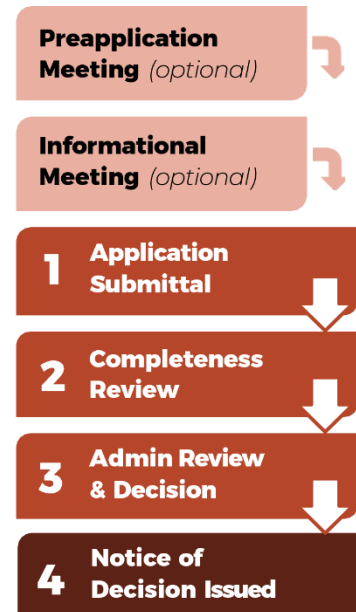 Preapplication
Meeting (optional)
Informational
Meeting (optional)
1 Application
Submittal
2 Completeness
Review
3 Admin Review
& Decision
4 Notice of
Decision Issued